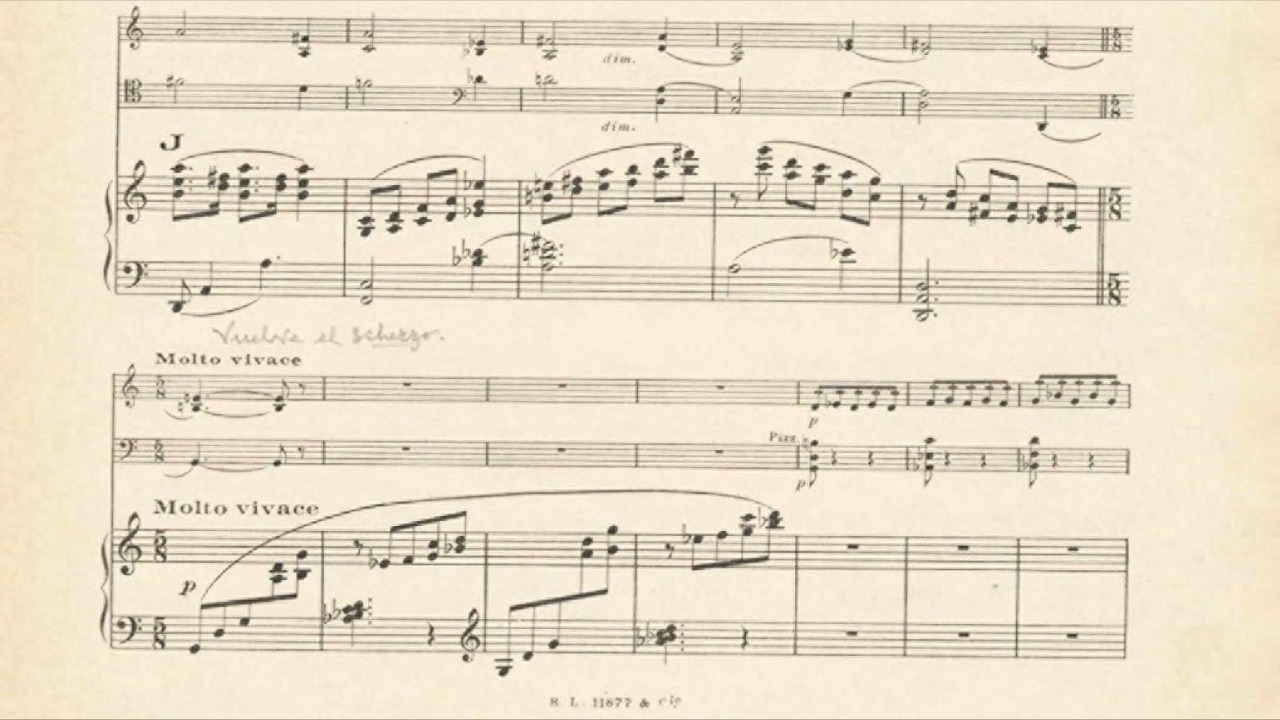 dim.
dim.
J
Vuelve el scherzo.
Molto vivace
p
Pizz.
p
Molto vivace
p
R. L. 11877 & Cie